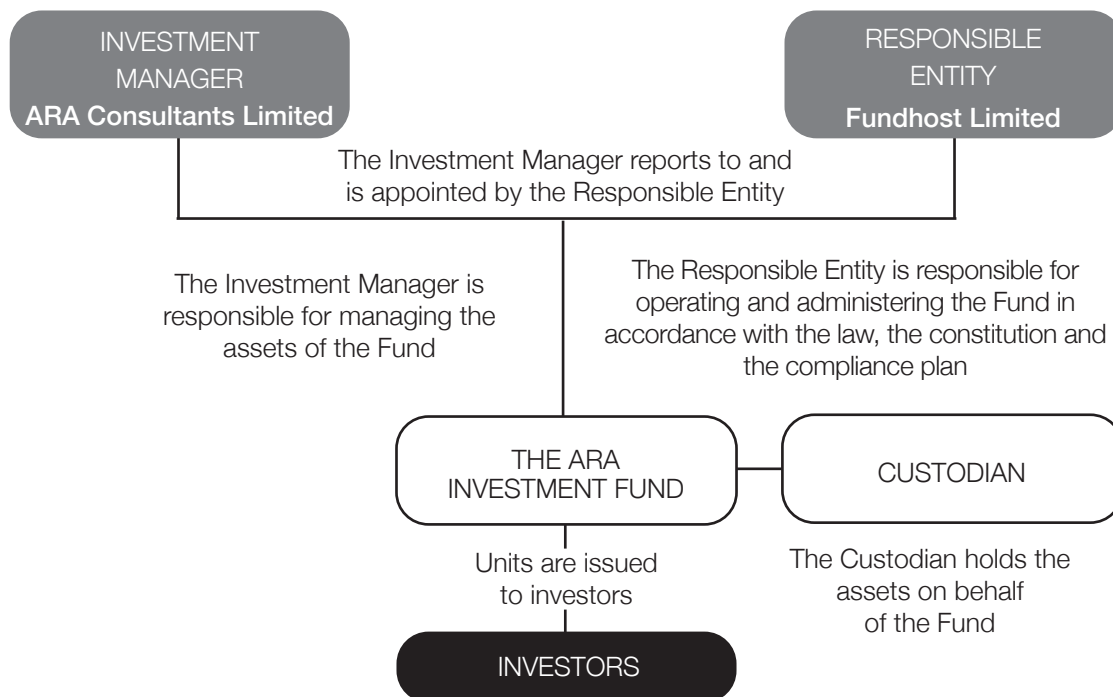 INVESTMENT
MANAGER
ARA Consultants Limited
RESPONSIBLE
ENTITY
Fundhost Limited
The Investment Manager reports to and
is appointed by the Responsible Entity
The Investment Manager is
responsible for managing the
assets of the Fund
The Responsible Entity is responsible for
operating and administering the Fund in
accordance with the law, the constitution and
the compliance plan
THE ARA
INVESTMENT FUND
CUSTODIAN
Units are issued
to investors
The Custodian holds the
assets on behalf
of the Fund
INVESTORS